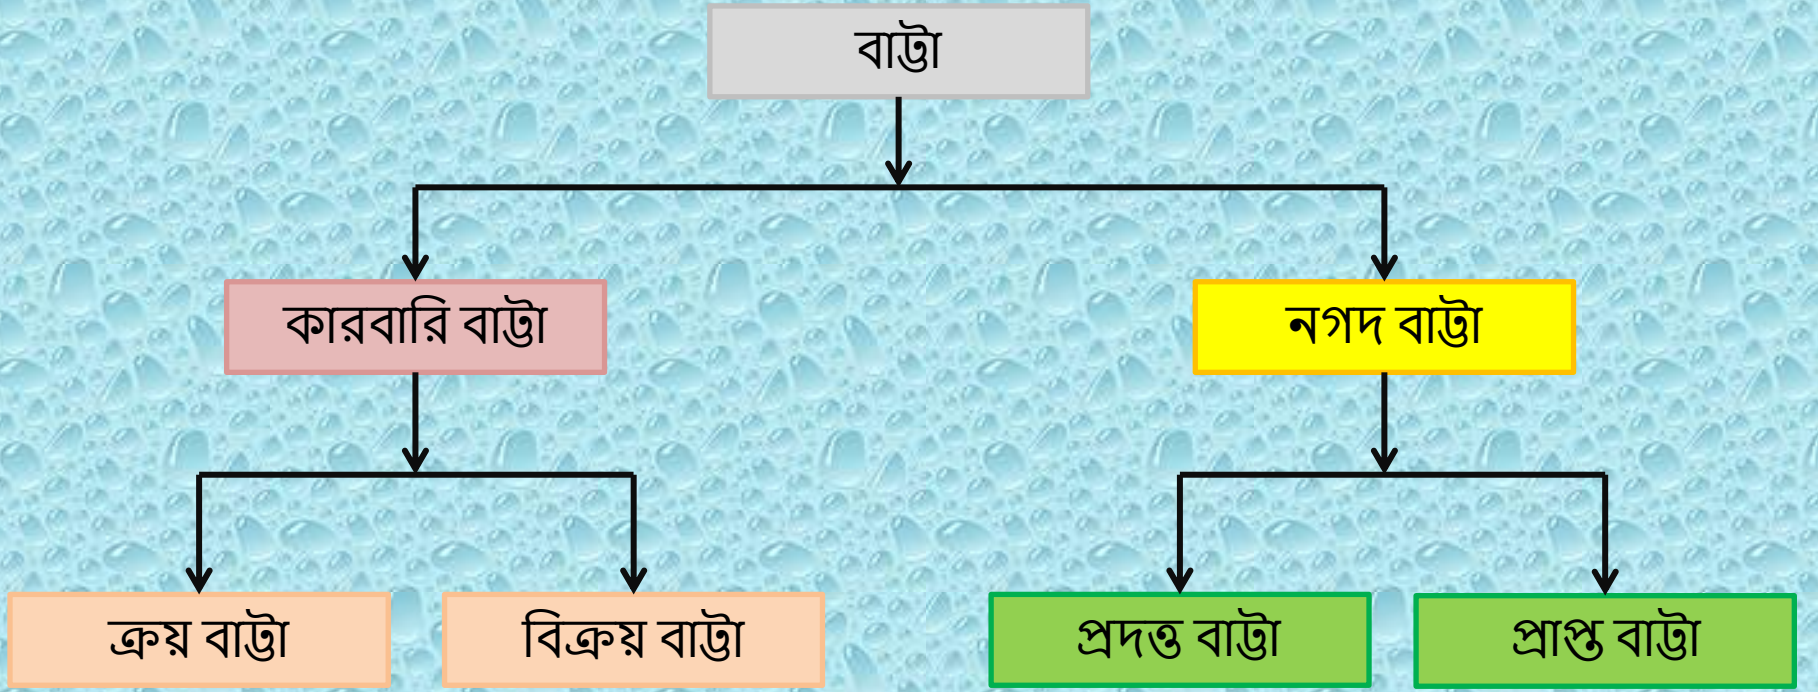 বাট্টা
কারবারি বাট্টা
নগদ বাট্টা
ক্রয় বাট্টা
বিক্রয় বাট্টা
প্রদত্ত বাট্টা
প্রাপ্ত বাট্টা